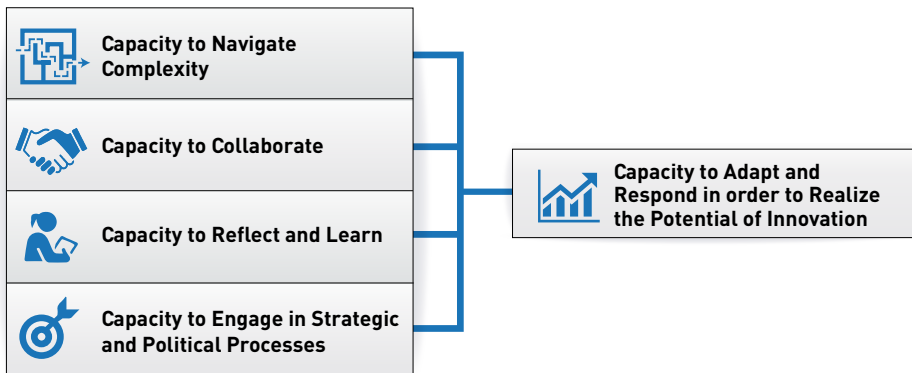 Capacity to Navigate
Complexity
Capacity to Collaborate
Capacity to Reflect and Learn
Capacity to Engage in Strategic
and Political Processes
Capacity to Adapt and
Respond in order to Realize
the Potential of Innovation